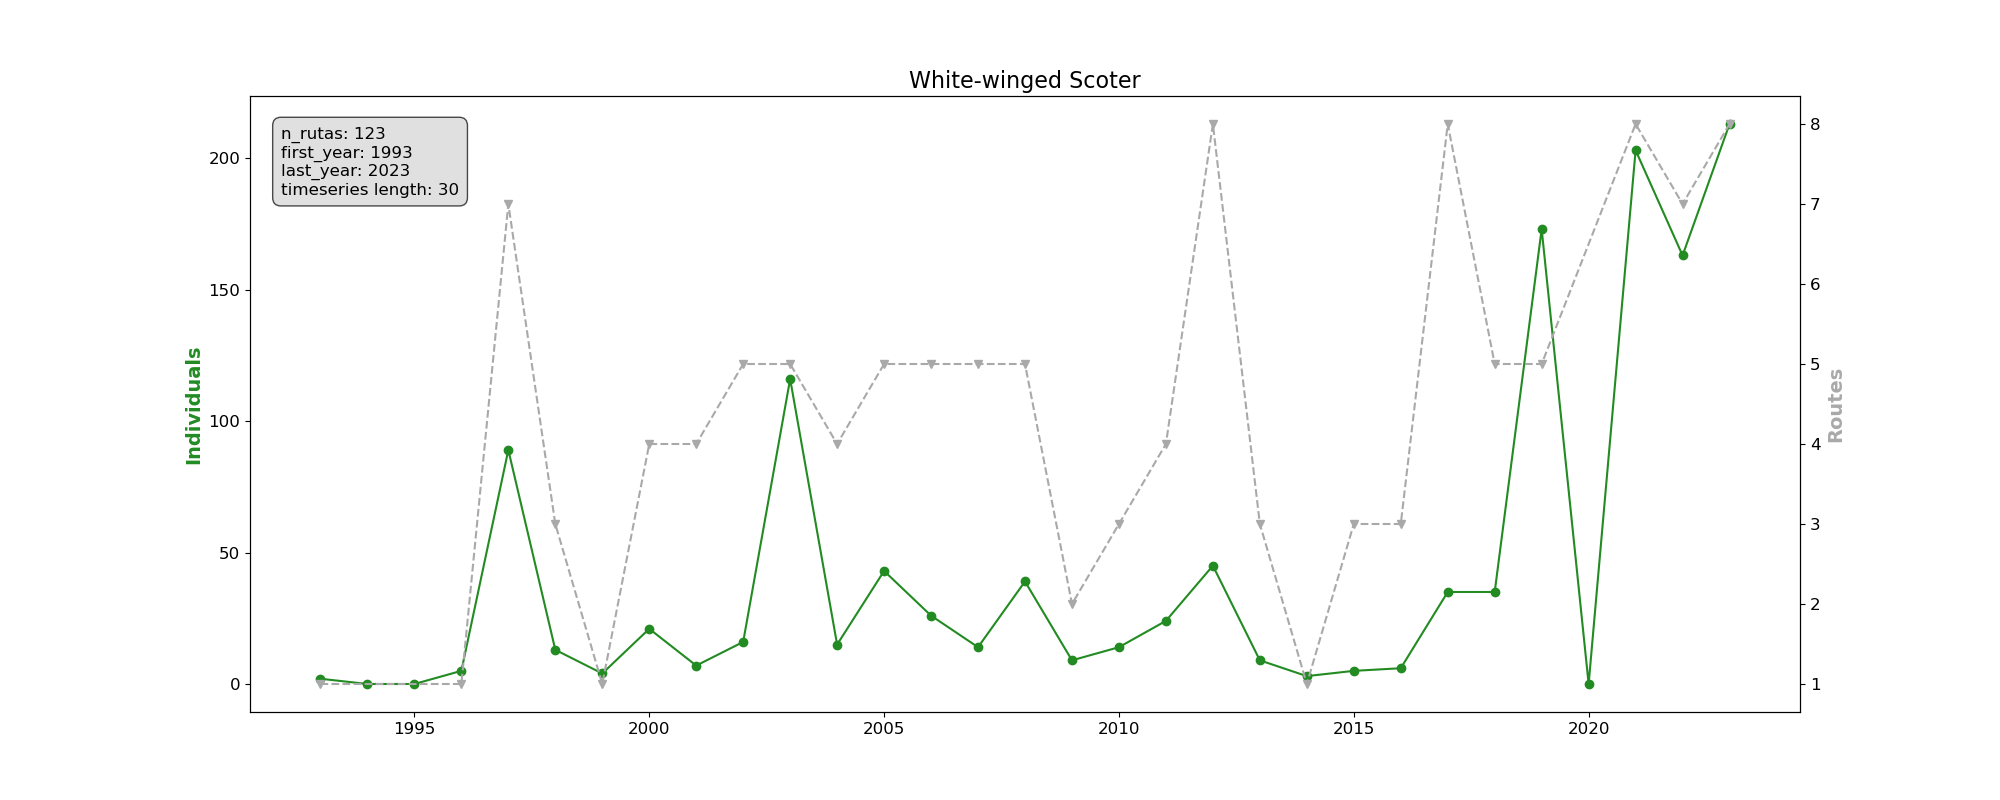 White-winged Scoter
n_rutas: 123
first_year: 1993
last_year: 2023
timeseries length: 30
Individuals
200
150
100
50
0
8
7
6
5
4
3
2
1
Routes
1995 2000 2005 2010 2015 2020